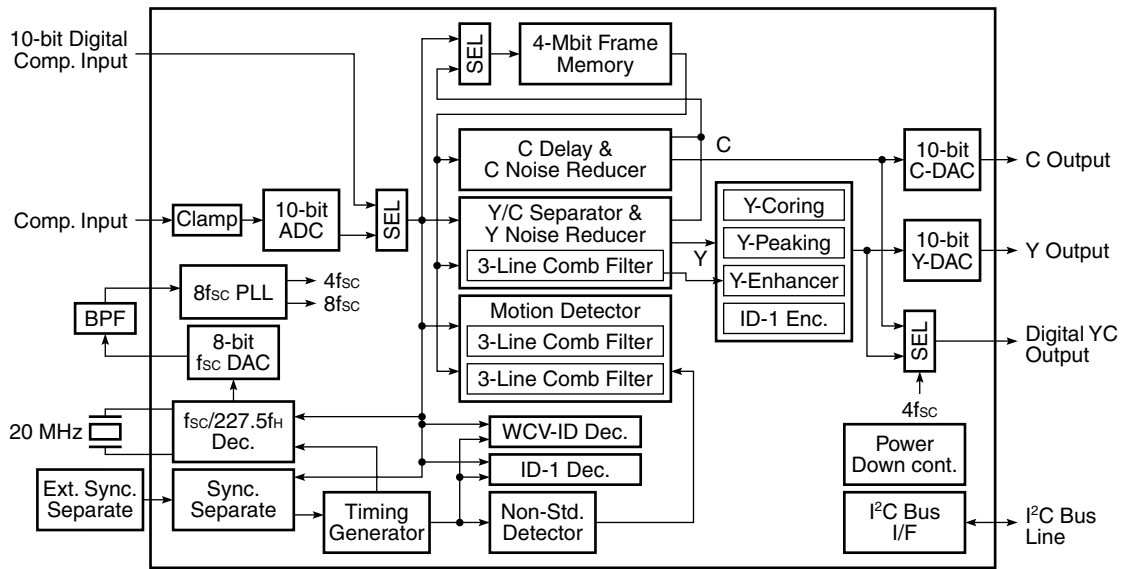 10-bit Digital
Comp. Input
SEL
4-Mbit Frame
Memory
C Delay &
C Noise Reducer
C
10-bit
C-DAC
C Output
Comp. Input
Clamp
10-bit
ADC
SEL
Y/C Separator &
Y Noise Reducer
3-Line Comb Filter
Y
Y-Coring
Y-Peaking
Y-Enhancer
ID-1 Enc.
10-bit
Y-DAC
Y Output
8fSC PLL
4fSC
8fSC
BPF
8-bit
fSC DAC
Motion Detector
3-Line Comb Filter
3-Line Comb Filter
SEL
4fSC
Digital YC
Output
20 MHz
fSC/227.5fH
Dec.
WCV-ID Dec.
ID-1 Dec.
Power
Down cont.
Ext. Sync.
Separate
Sync.
Separate
Timing
Generator
Non-Std.
Detector
I²C Bus
I/F
I²C Bus
Line